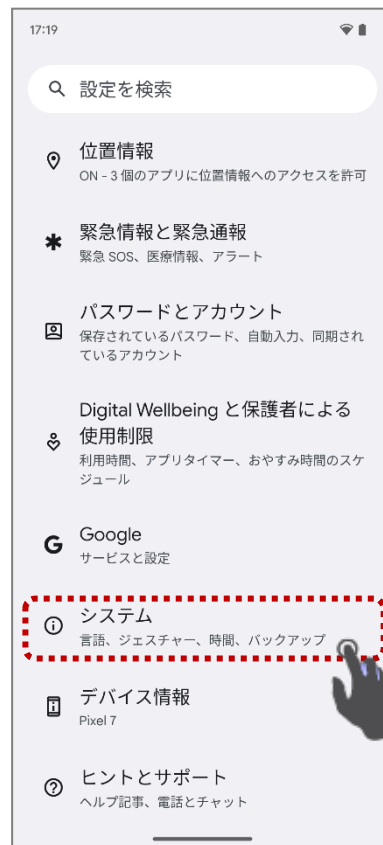 17:19
設定を検索
位置情報
ON - 3 個のアプリに位置情報へのアクセスを許可
緊急情報と緊急通報
緊急 SOS、医療情報、アラート
パスワードとアカウント
保存されているパスワード、自動入力、同期され
ているアカウント
Digital Wellbeing と保護者による
使用制限
利用時間、アプリタイマー、おやすみ時間のスケ
ジュール
Google
サービスと設定
システム
言語、ジェスチャー、時間、バックアップ
デバイス情報
Pixel 7
ヒントとサポート
ヘルプ記事、電話とチャット